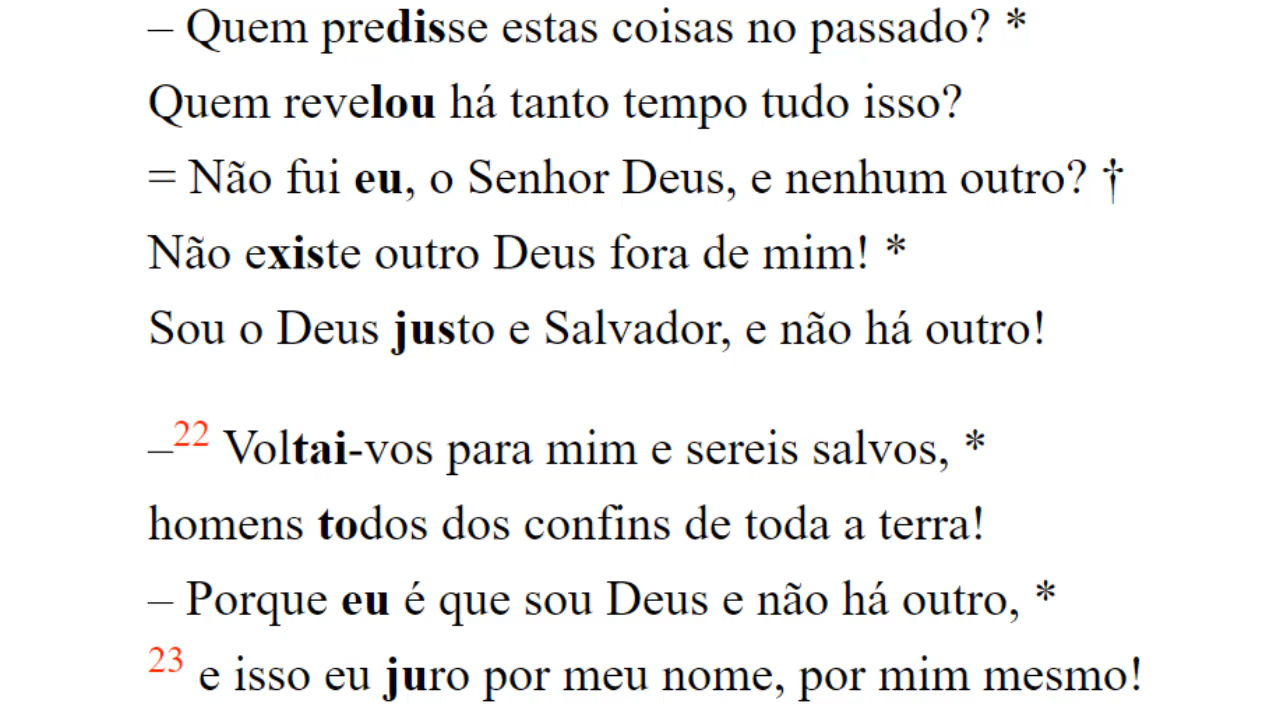 – Quem predisse estas coisas no passado? *
Quem revelou há tanto tempo tudo isso?
= Não fui eu, o Senhor Deus, e nenhum outro? †
Não existe outro Deus fora de mim! *
Sou o Deus justo e Salvador, e não há outro!
–22 Voltai-vos para mim e sereis salvos, *
homens todos dos confins de toda a terra!
– Porque eu é que sou Deus e não há outro, *
23 e isso eu juro por meu nome, por mim mesmo!